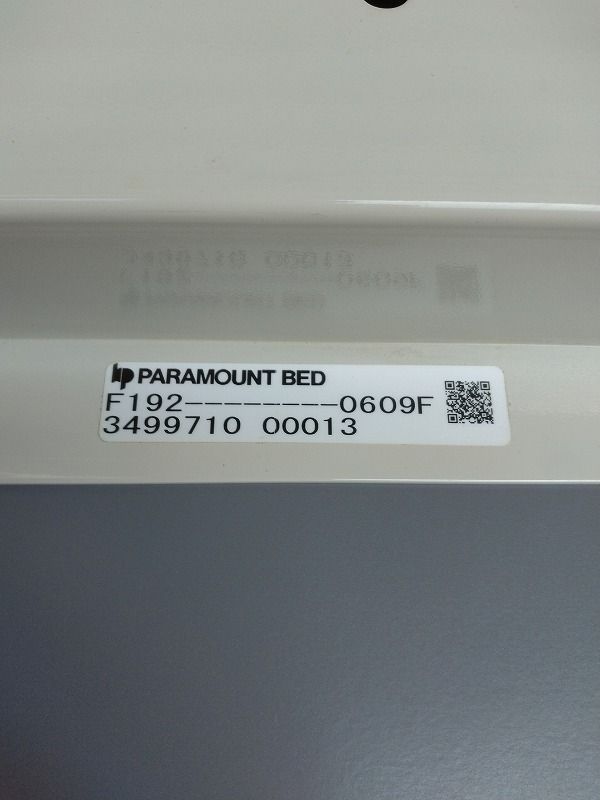 PARAMOUNT BED
F192--------0609F
3499710 00013